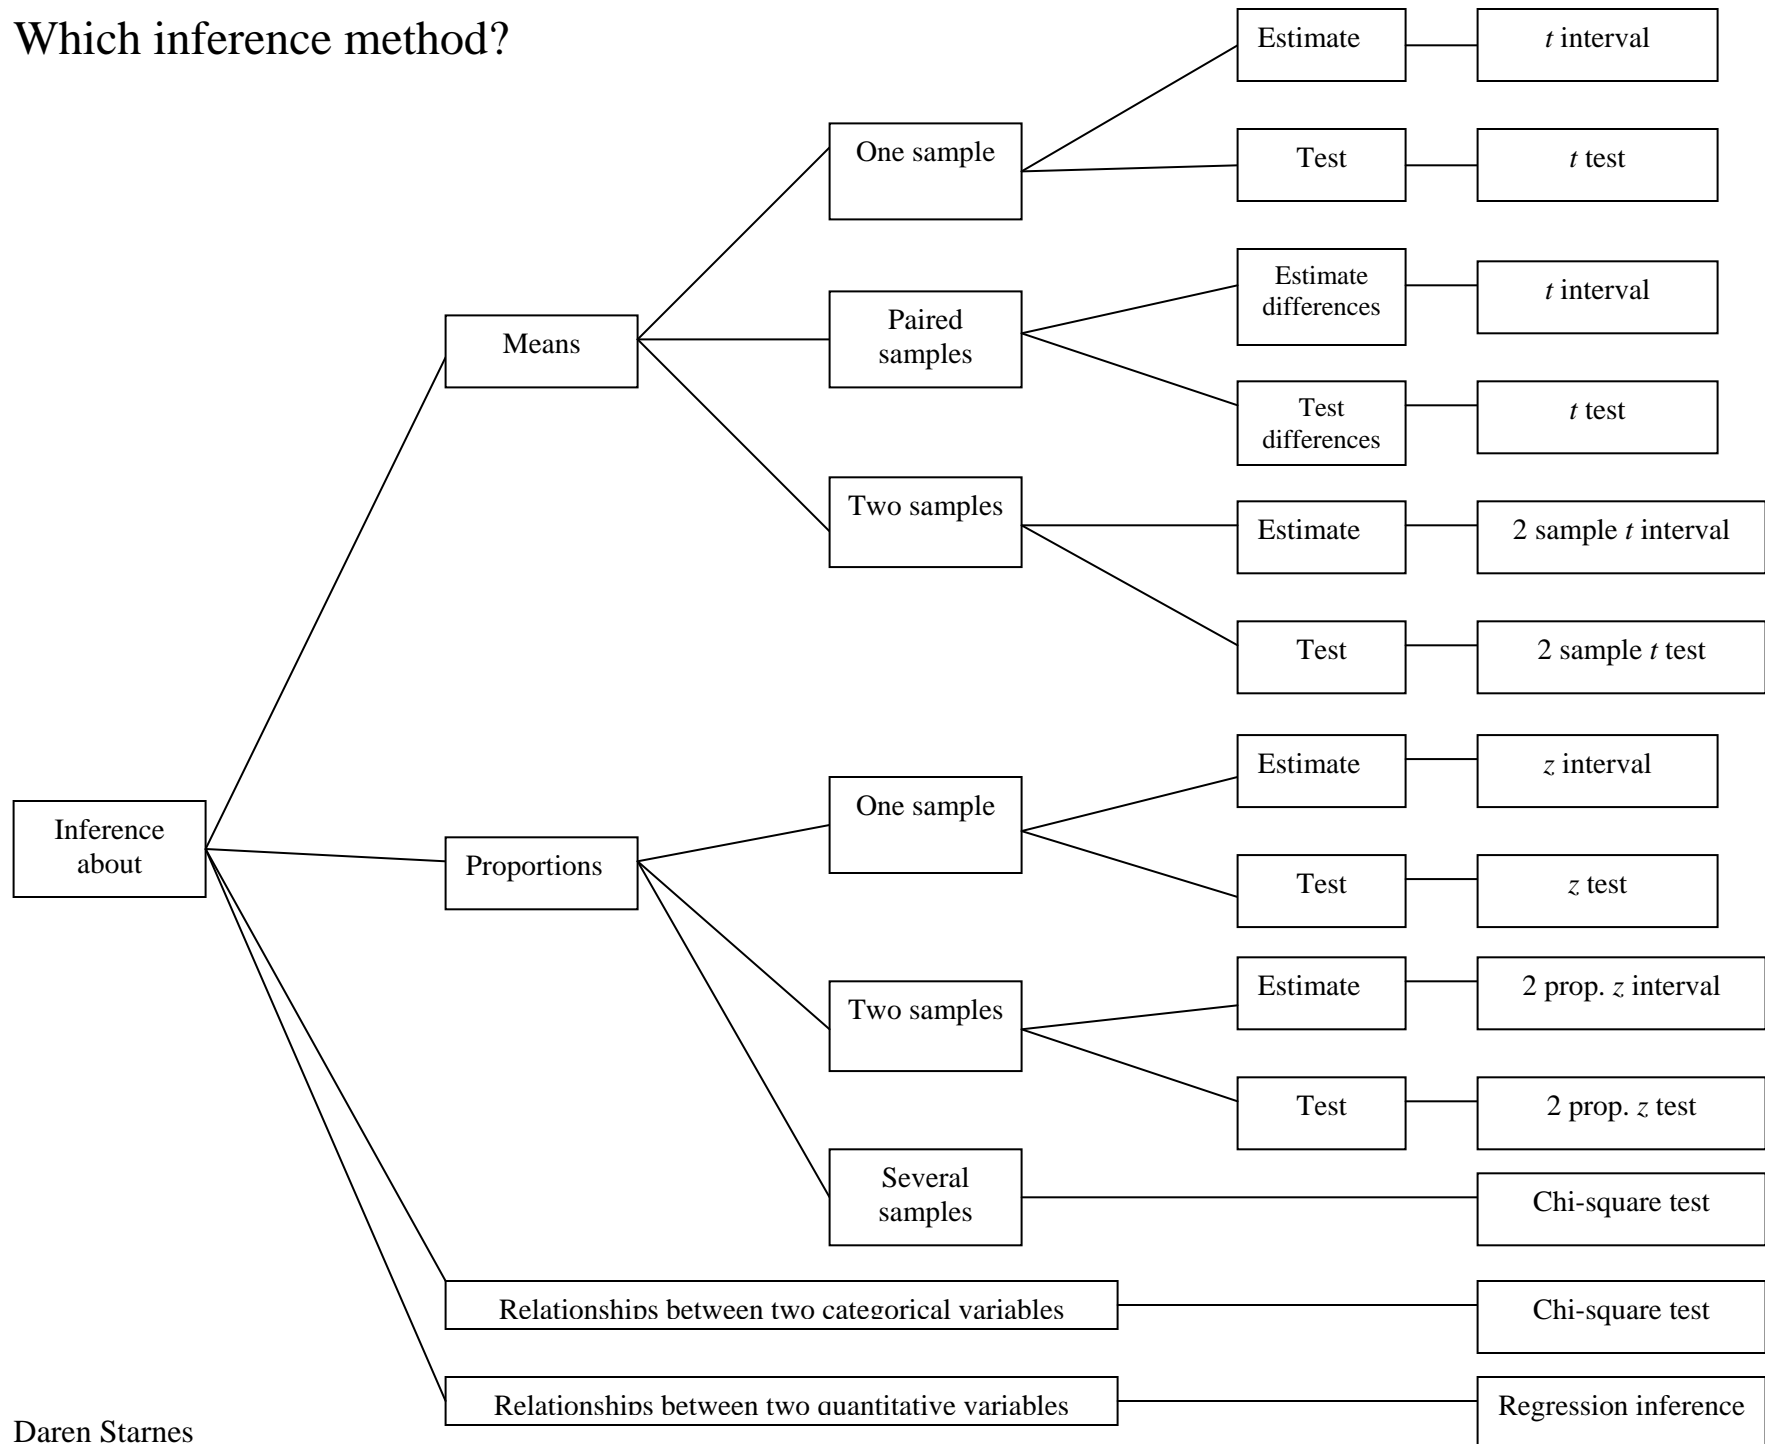 Which inference method?
Estimate
t interval
One sample
Test
t test
Estimate
differences
t interval
Means
Paired
samples
Test
differences
t test
Two samples
Estimate
2 sample t interval
Test
2 sample t test
Estimate
z interval
Inference
about
Proportions
One sample
Test
z test
Two samples
Estimate
2 prop. z interval
Test
2 prop. z test
Several
samples
Chi-square test
Relationships between two categorical variables
Chi-square test
Relationships between two quantitative variables
Regression inference
Daren Starnes